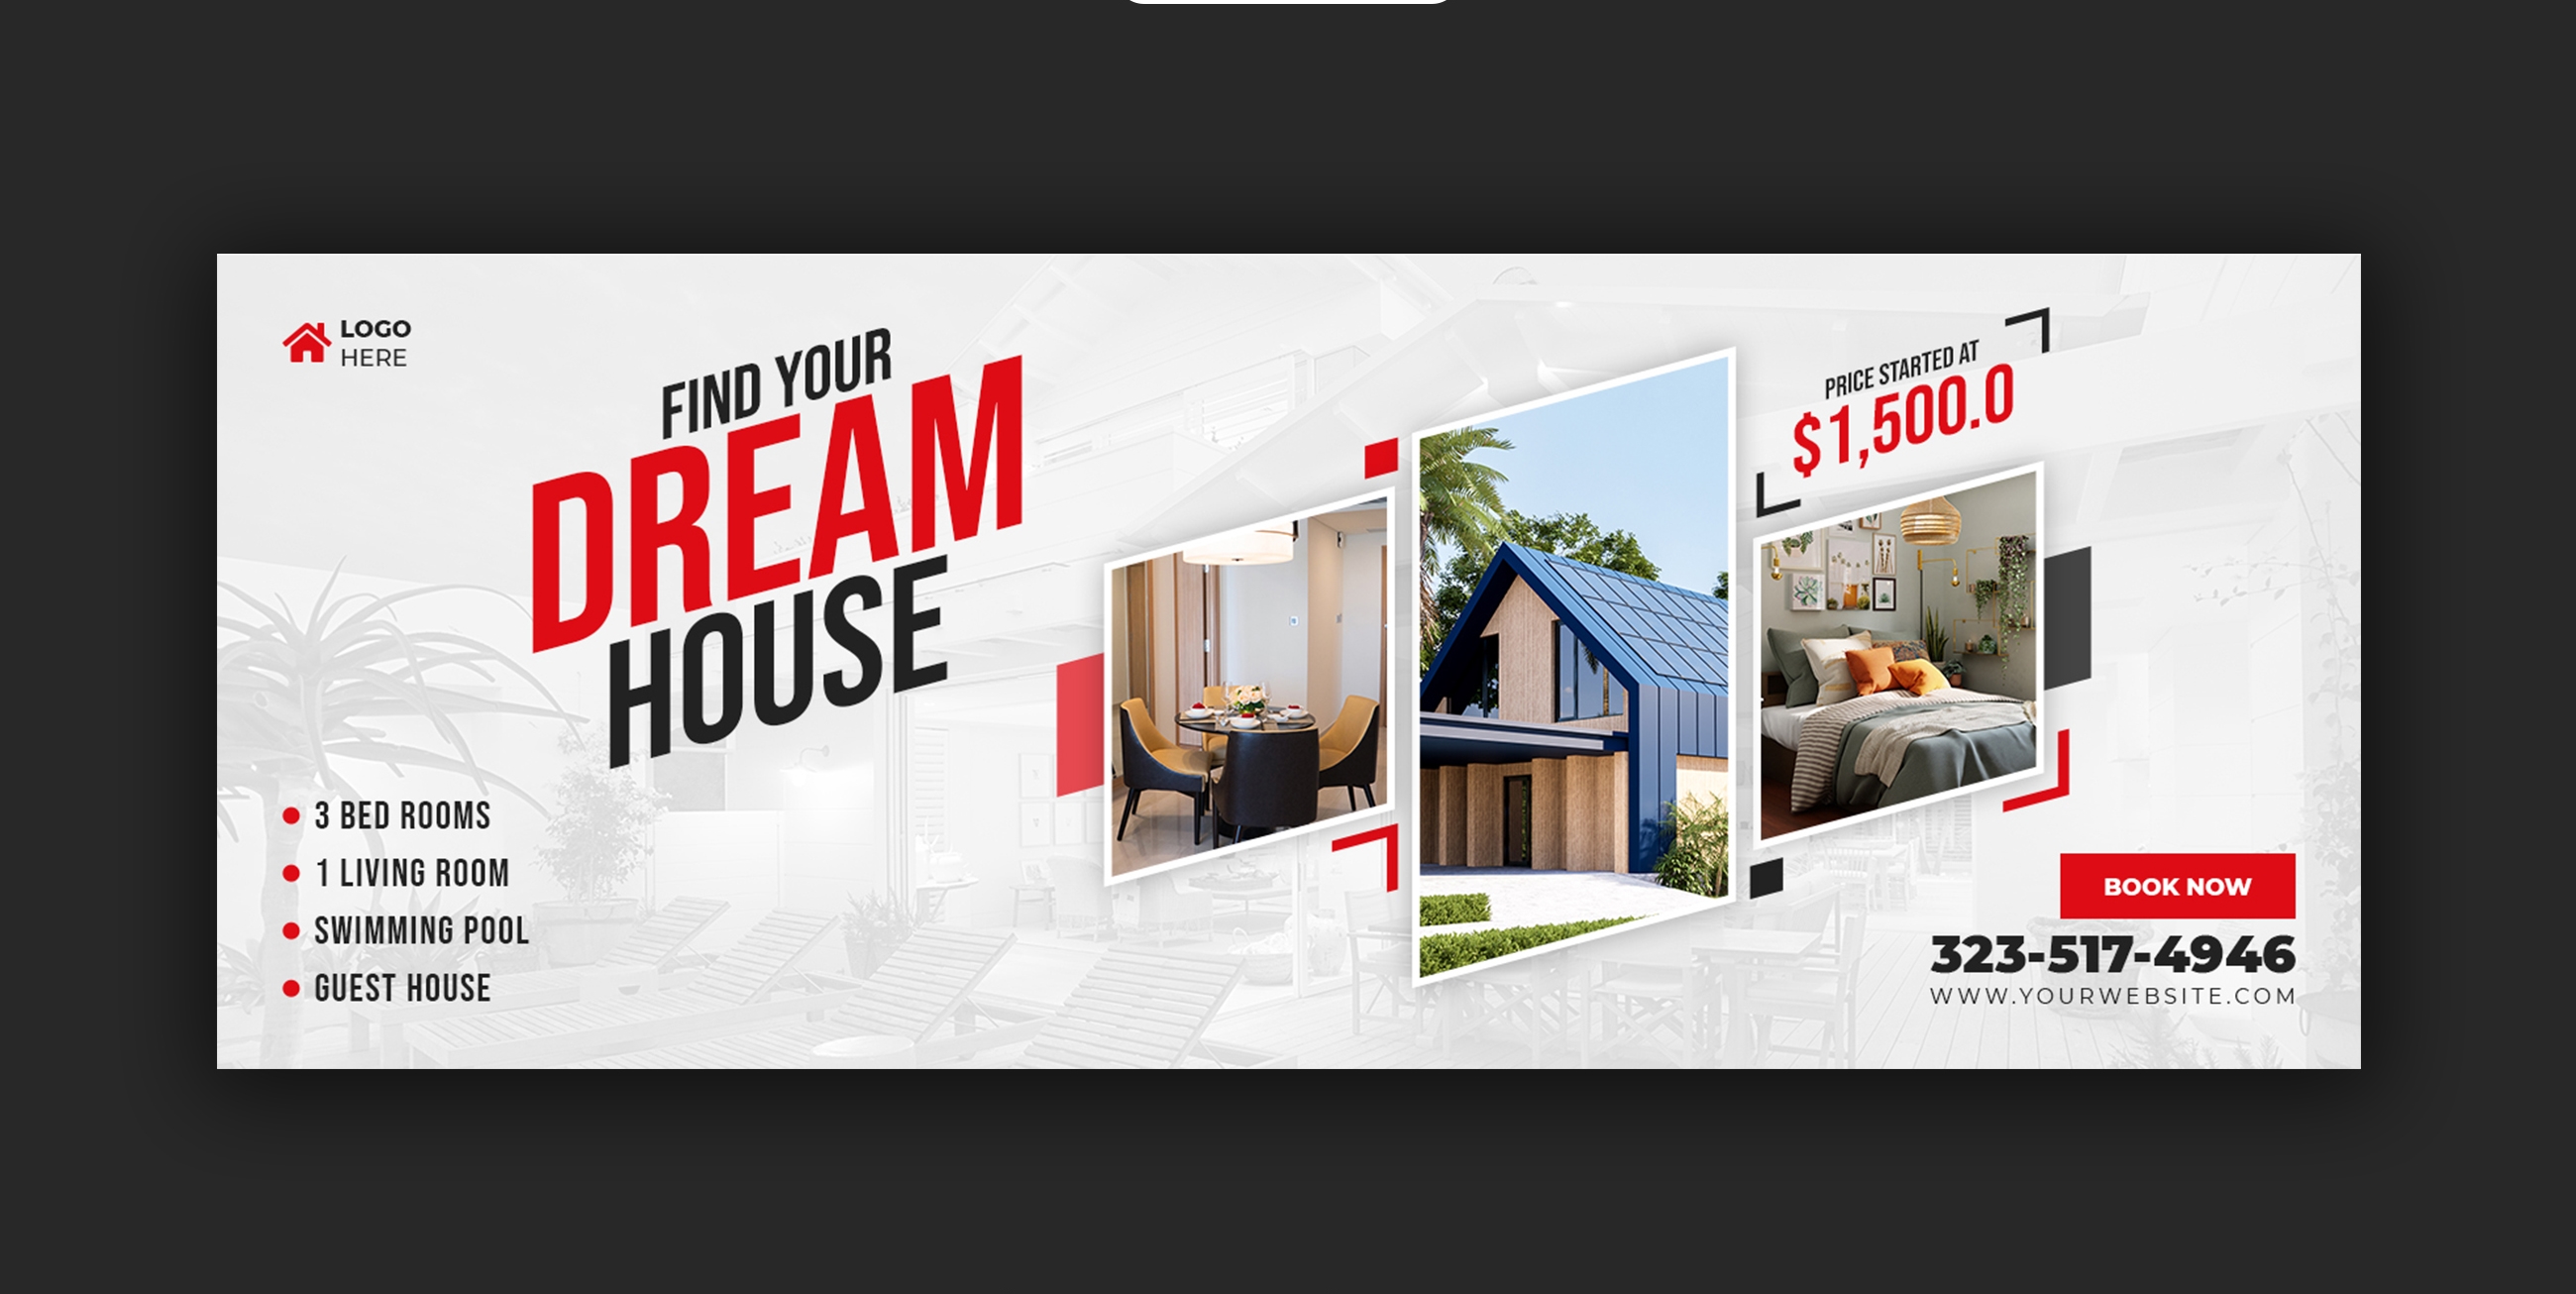 LOGO
HERE
FIND YOUR
DREAM
HOUSE
3 BED ROOMS
1 LIVING ROOM
SWIMMING POOL
GUEST HOUSE
PRICE STARTED AT
$1,500.0
BOOK NOW
323-517-4946
WWW.YOURWEBSITE.COM